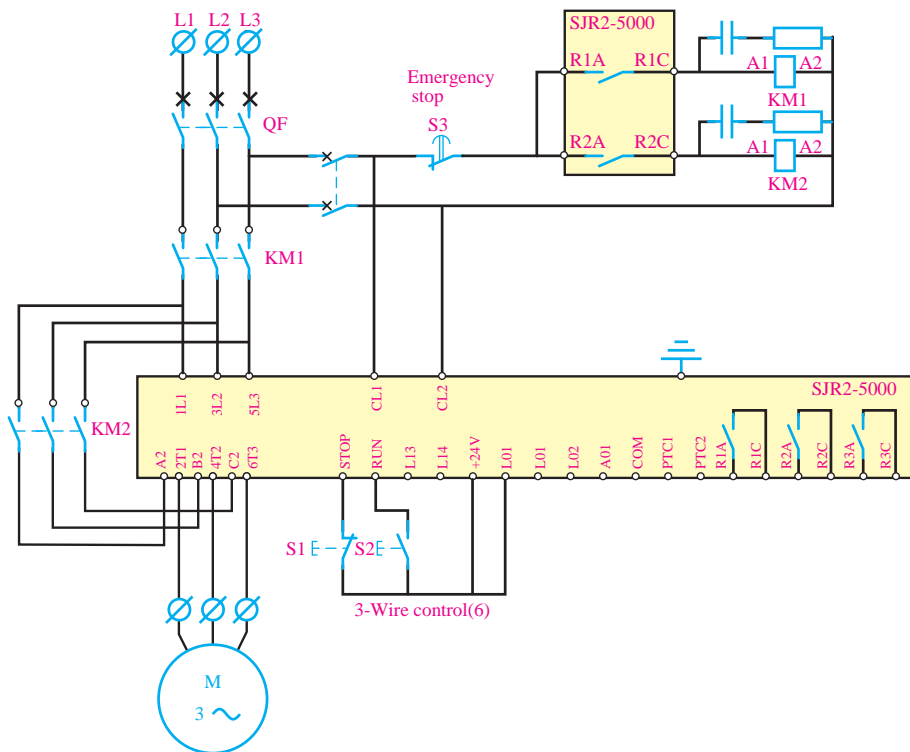 L1 L2 L3
SJR2-5000
R1A R1C
A1 A2
KM1
Emergency
stop
S3
QF
R2A R2C
A1 A2
KM2
KM1
SJR2-5000
1L1 3L2 5L3 CL1 CL2
KM2
A2 2T1 B2 4T2 C2 6T3 STOP RUN L13 L14 +24V L01 L01 L02 A01 COM PTC1 PTC2 R1A R1C R2A R2C R3A R3C
S1 S2
3-Wire control(6)
M
3